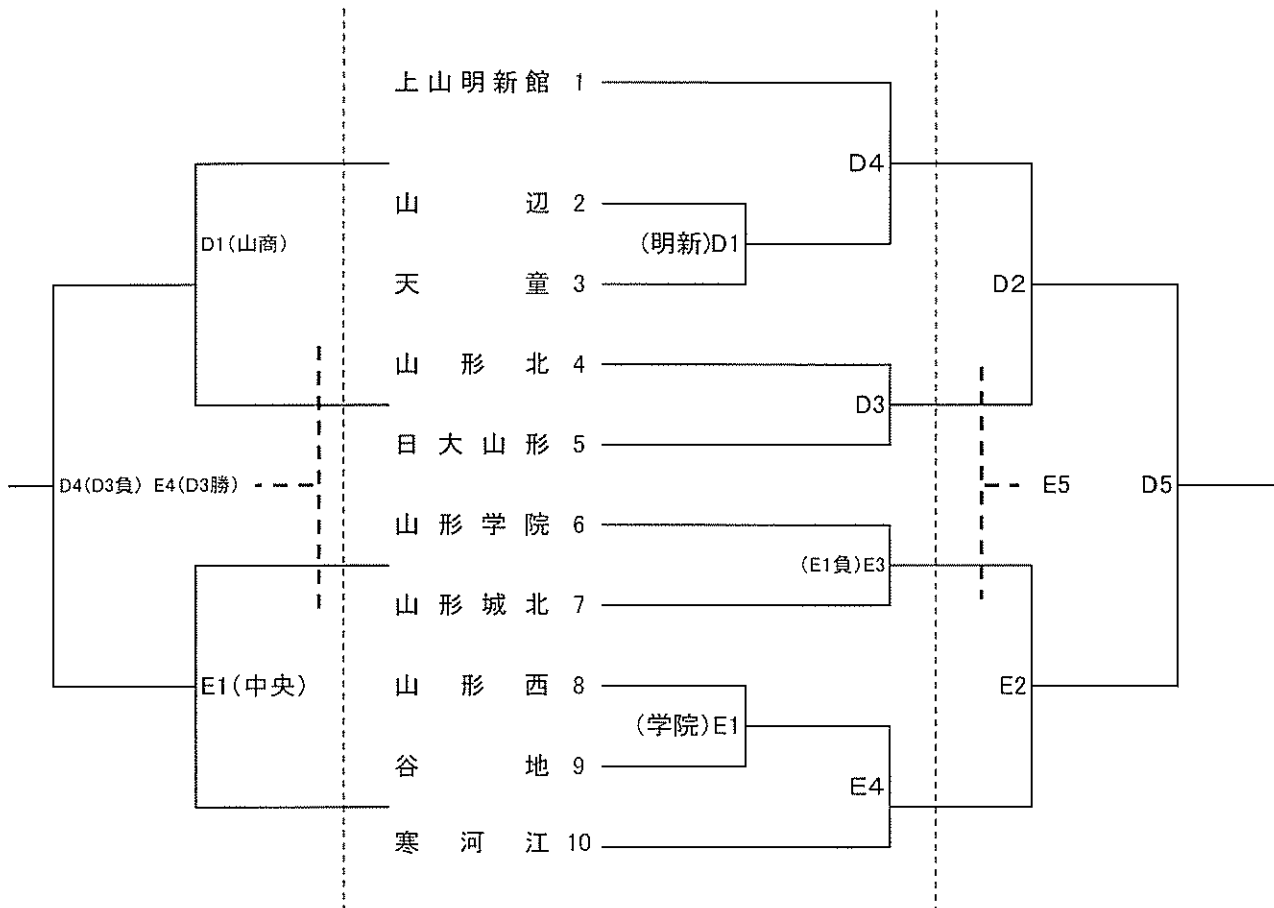 上山明新館 1
D4
山辺 2
D1(山商)
(明新)D1
天童 3
D2
山形北 4
D3
日大山形 5
D4(D3負) E4(D3勝)
E5
D5
山形学院 6
(E1負)E3
山形城北 7
E1(中央)
山形西 8
E2
(学院)E1
谷地 9
E4
寒河江 10